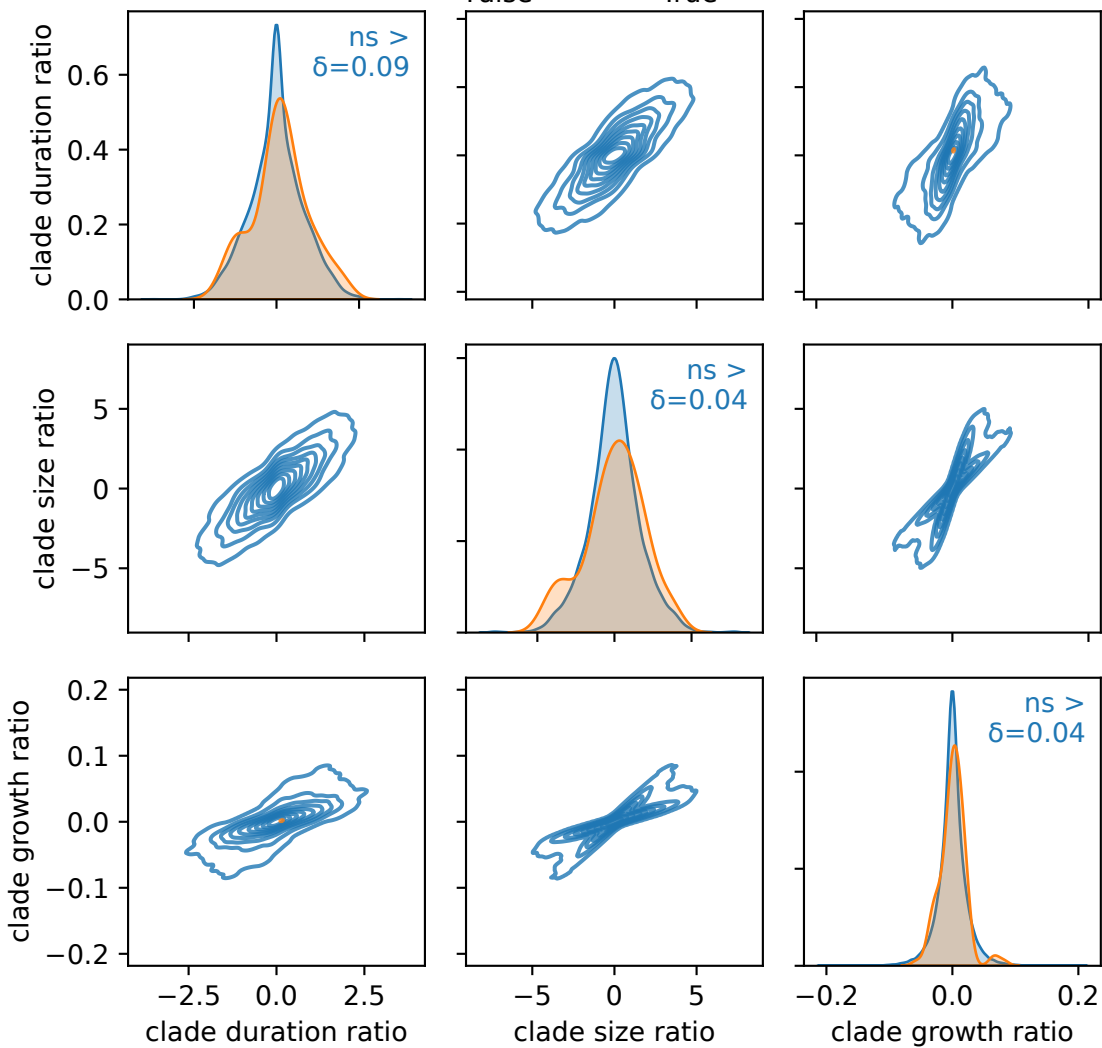 clade duration ratio
0.6
0.4
0.2
0.0
ns >
δ=0.09
clade size ratio
5
0
−5
ns >
δ=0.04
clade growth ratio
0.2
0.1
0.0
−0.1
−0.2
ns >
δ=0.04
−2.5 0.0 2.5
clade duration ratio
−5 0 5
clade size ratio
−0.2 0.0 0.2
clade growth ratio